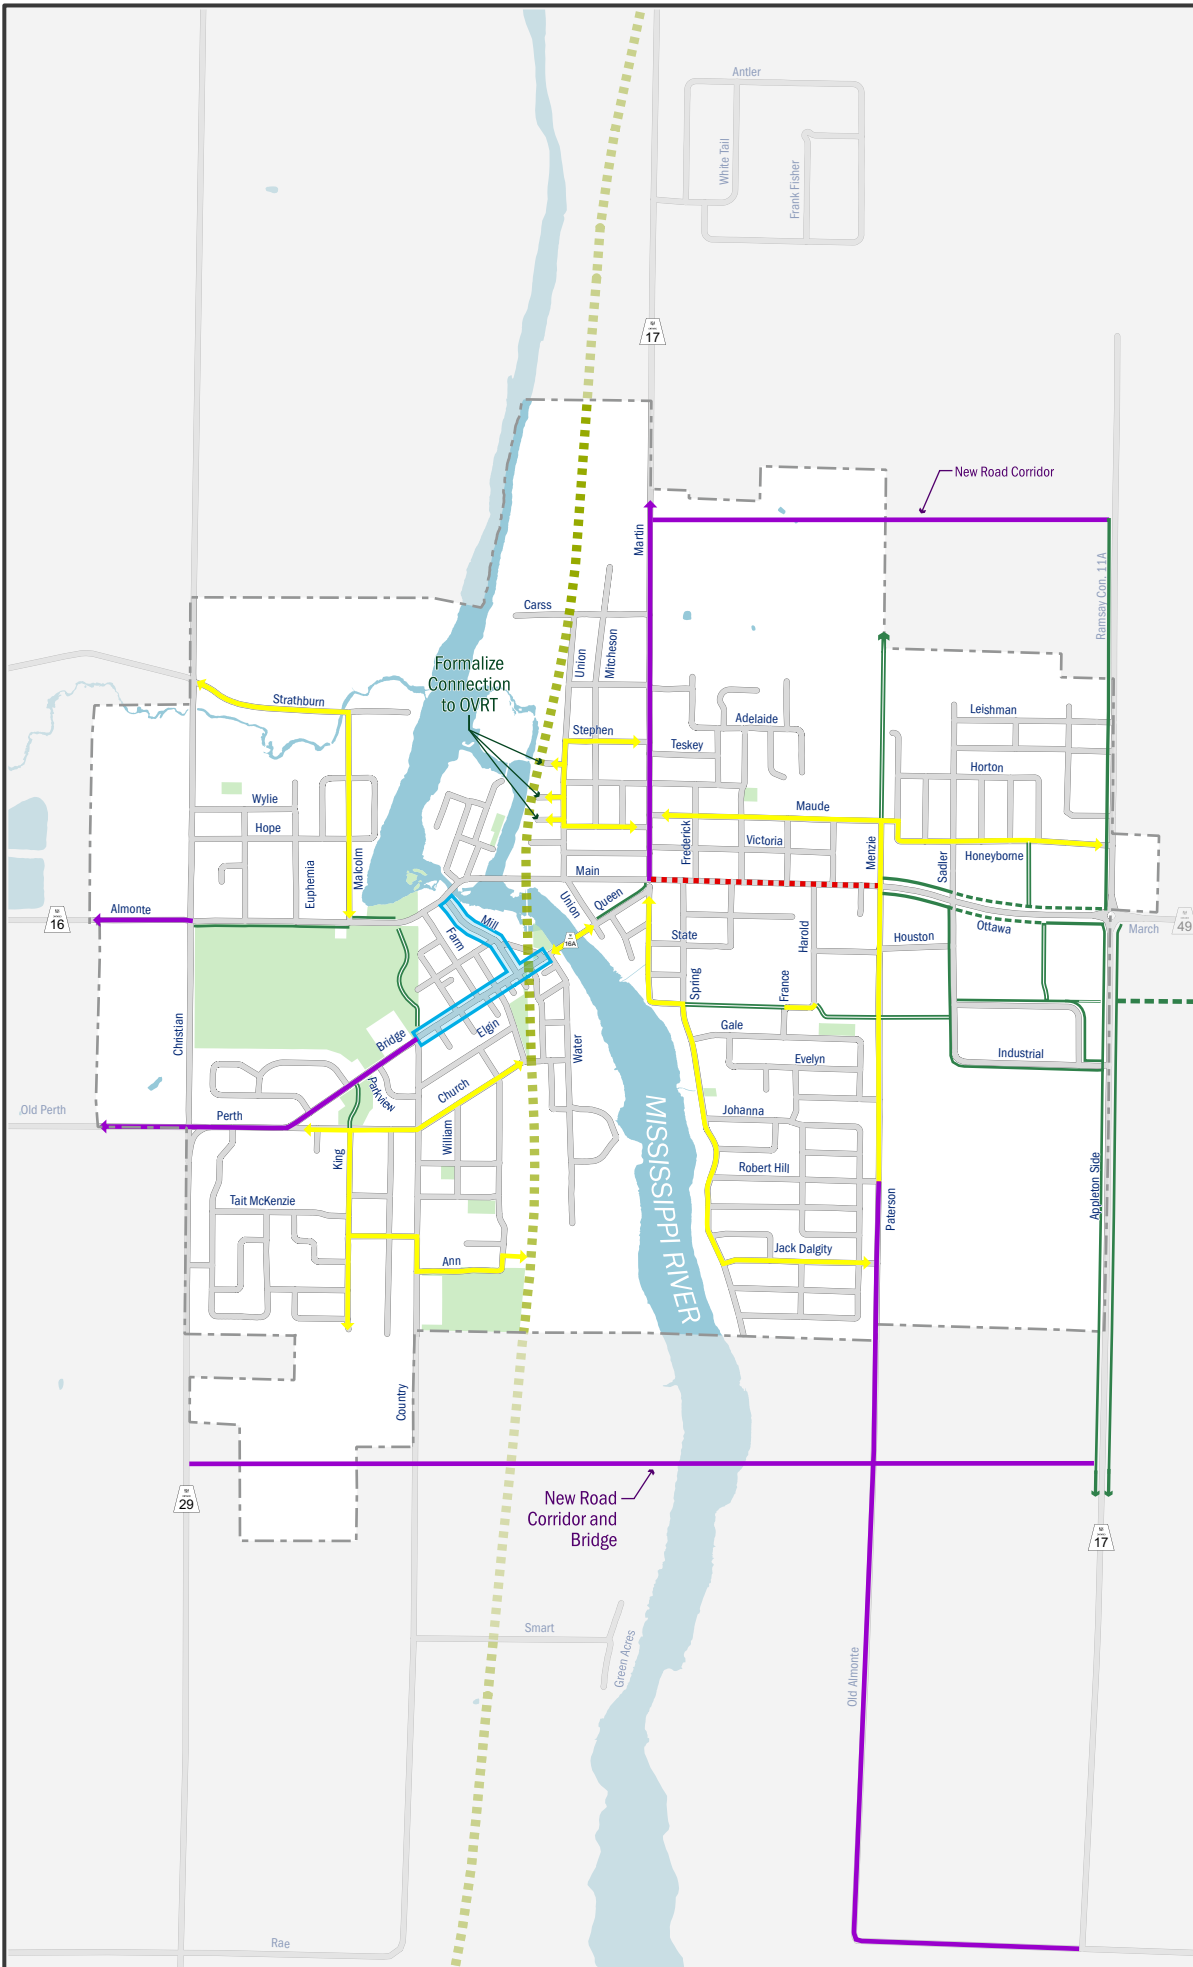 Antler
White Tail
Frank Fisher
17
New Road Corridor
Martin
Ramsay Con. 11A
Carss
Union
Mitcheson
Formalize
Connection
to OVRT
Strathburn
Stephen
Adelaide
Teskey
Leishman
Horton
Wylie
Hope
Maude
Frederick
Victoria
Menzie
Honeyborne
Sadler
Euphemia
Malcolm
Main
Union
Queen
Almonte
16
Mill
Farm
16A
State
Harold
Houston
Ottawa
March
49
Spring
France
Christian
Bridge
Elgin
Water
Gale
Evelyn
Industrial
Parkview
Church
Old Perth
Perth
William
MISSISSIPPI RIVER
Johanna
King
Robert Hill
Appleton Side
Tait McKenzie
Paterson
Ann
Jack Dalgity
Country
29
New Road
Corridor and
Bridge
17
Smart
Green Acres
Old Almonte
Rae